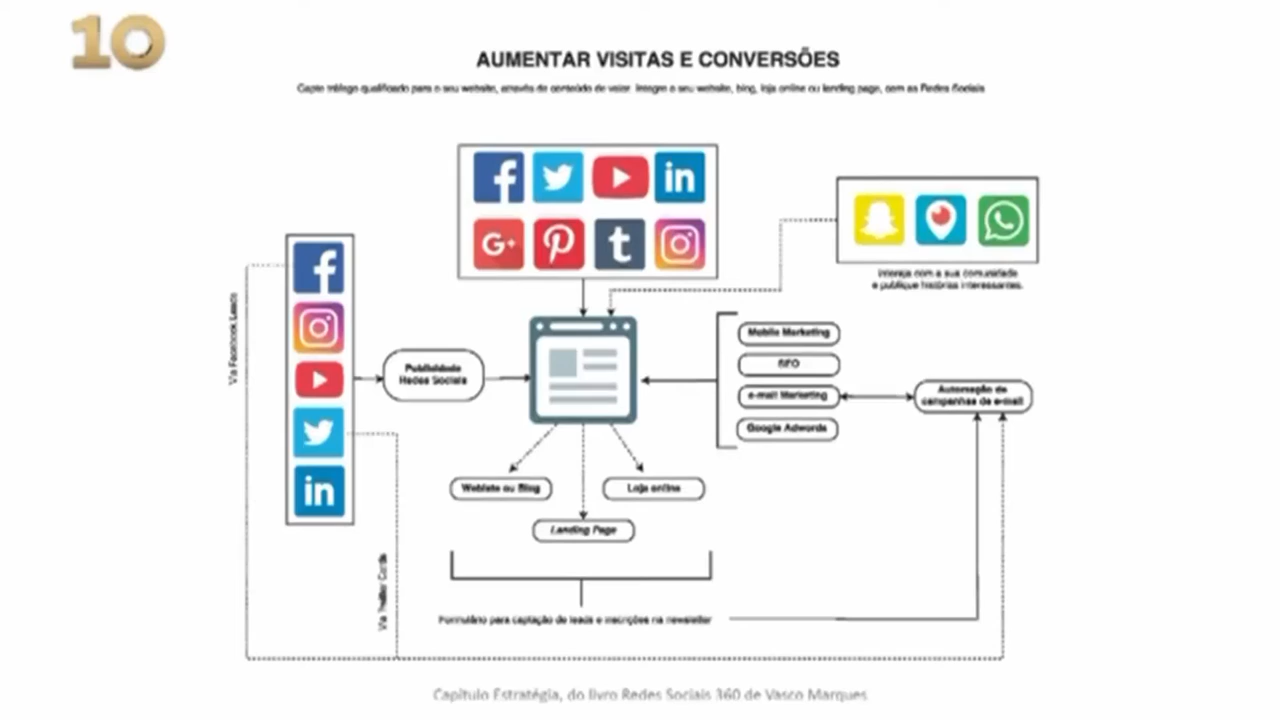 10
AUMENTAR VISITAS E CONVERSÕES
Capte tráfego qualificado para o seu website, através de conteúdo de valor. Integre o seu website, blog, loja online ou landing page, com as Redes Sociais
f
in
G+
t
Interaja com a sua comunidade
e publique histórias interessantes.
Via Facebook Leads
f
in
Publicidade
Redes Sociais
Mobile Marketing
SEO
e-mail Marketing
Google Adwords
Automação de
campanhas de e-mail
Website ou Blog
Loja online
Landing Page
Via Twitter Cards
Formulário para captação de leads e inscrições na newsletter
Capítulo Estratégia, do livro Redes Sociais 360 de Vasco Marques